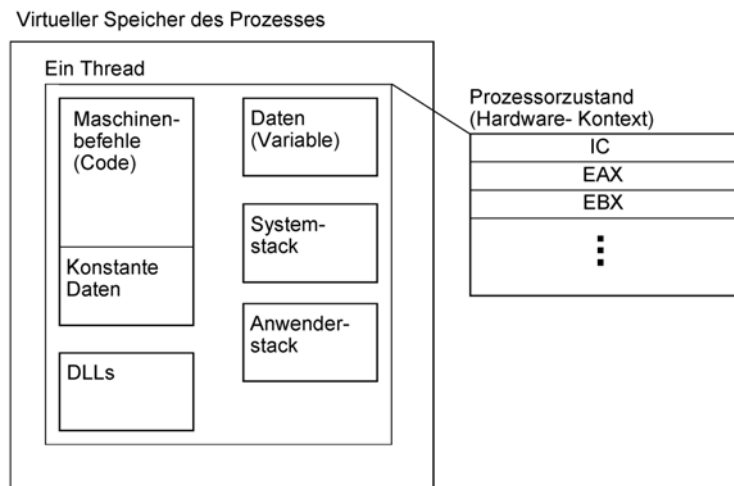 Virtueller Speicher des Prozesses
Ein Thread
Maschinen-
befehle
(Code)
Konstante
Daten
DLLs
Daten
(Variable)
System-
stack
Anwender-
stack
Prozessorzustand
(Hardware- Kontext)
IC
EAX
EBX